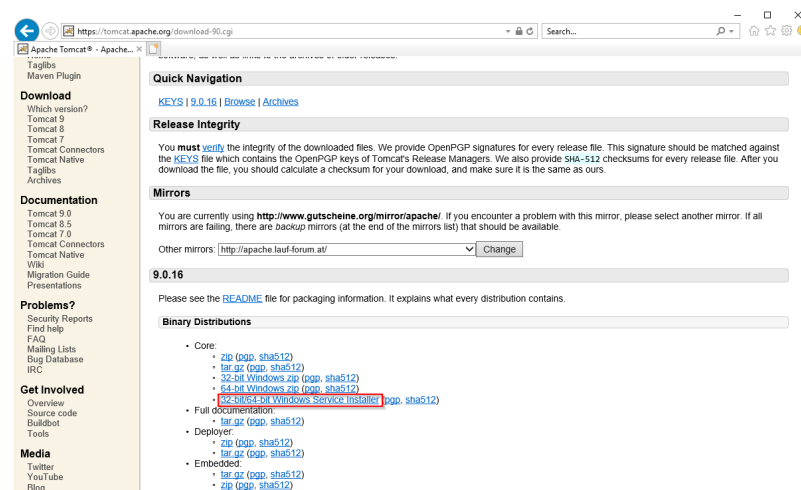 https://tomcat.apache.org/download-90.cgi
Search...
Apache Tomcat® - Apache...
Taglibs
Maven Plugin
Download
Which version?
Tomcat 9
Tomcat 8
Tomcat 7
Tomcat Connectors
Tomcat Native
Taglibs
Archives
Documentation
Tomcat 9.0
Tomcat 8.5
Tomcat 7.0
Tomcat Connectors
Tomcat Native
Wiki
Migration Guide
Presentations
Problems?
Security Reports
Find help
FAQ
Mailing Lists
Bug Database
IRC
Get Involved
Overview
Source code
Buildbot
Tools
Media
Twitter
YouTube
Blog
software, as well as links to the archives of older releases.
Quick Navigation
KEYS | 9.0.16 | Browse | Archives
Release Integrity
You must verify the integrity of the downloaded files. We provide OpenPGP signatures for every release file. This signature should be matched against
the KEYS file which contains the OpenPGP keys of Tomcat's Release Managers. We also provide SHA-512 checksums for every release file. After you
download the file, you should calculate a checksum for your download, and make sure it is the same as ours.
Mirrors
You are currently using http://www.gutscheine.org/mirror/apache/. If you encounter a problem with this mirror, please select another mirror. If all
mirrors are failing, there are backup mirrors (at the end of the mirrors list) that should be available.
Other mirrors: http://apache.lauf-forum.at/ Change
9.0.16
Please see the README file for packaging information. It explains what every distribution contains.
Binary Distributions
• Core:
◦ zip (pgp, sha512)
◦ tar.gz (pgp, sha512)
◦ 32-bit Windows zip (pgp, sha512)
◦ 64-bit Windows zip (pgp, sha512)
◦ 32-bit/64-bit Windows Service Installer (pgp, sha512)
• Full documentation:
◦ tar.gz (pgp, sha512)
• Deployer:
◦ zip (pgp, sha512)
◦ tar.gz (pgp, sha512)
• Embedded:
◦ tar.gz (pgp, sha512)
◦ zip (pgp, sha512)